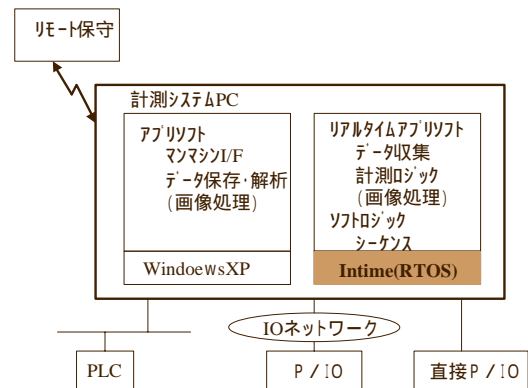 リモート保守
計測システムPC
アプリソフト
マンマシンI/F
データ保存・解析
(画像処理)
WindoewsXP
リアルタイムアプリソフト
データ収集
計測ロジック
(画像処理)
ソフトロジック
シーケンス
Intime(RTOS)
IOネットワーク
PLC
P/IO
直接P/IO